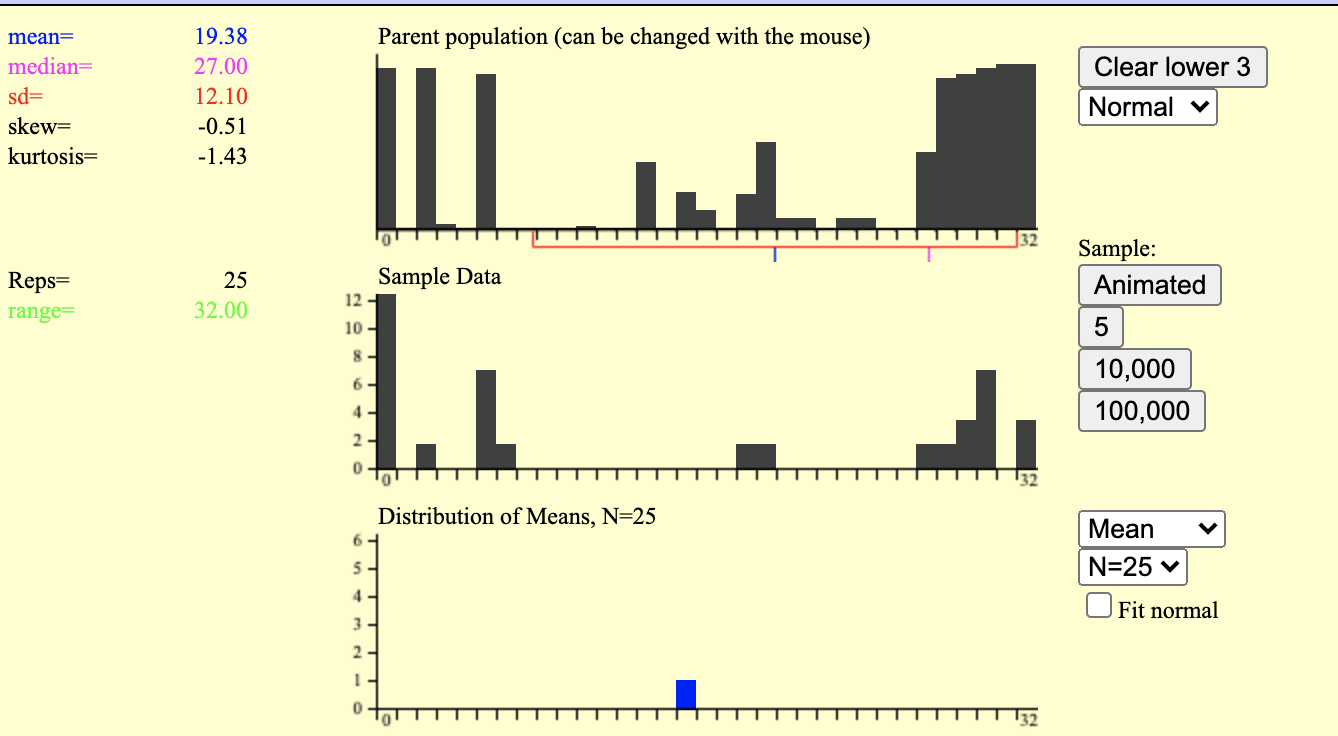 mean= 19.38
median= 27.00
sd= 12.10
skew= -0.51
kurtosis= -1.43
Parent population (can be changed with the mouse)
0 32
Clear lower 3
Normal
Reps= 25
range= 32.00
Sample Data
12
10
8
6
4
2
0
0 32
Sample:
Animated
5
10,000
100,000
Distribution of Means, N=25
6
5
4
3
2
1
0
0 32
Mean
N=25
Fit normal